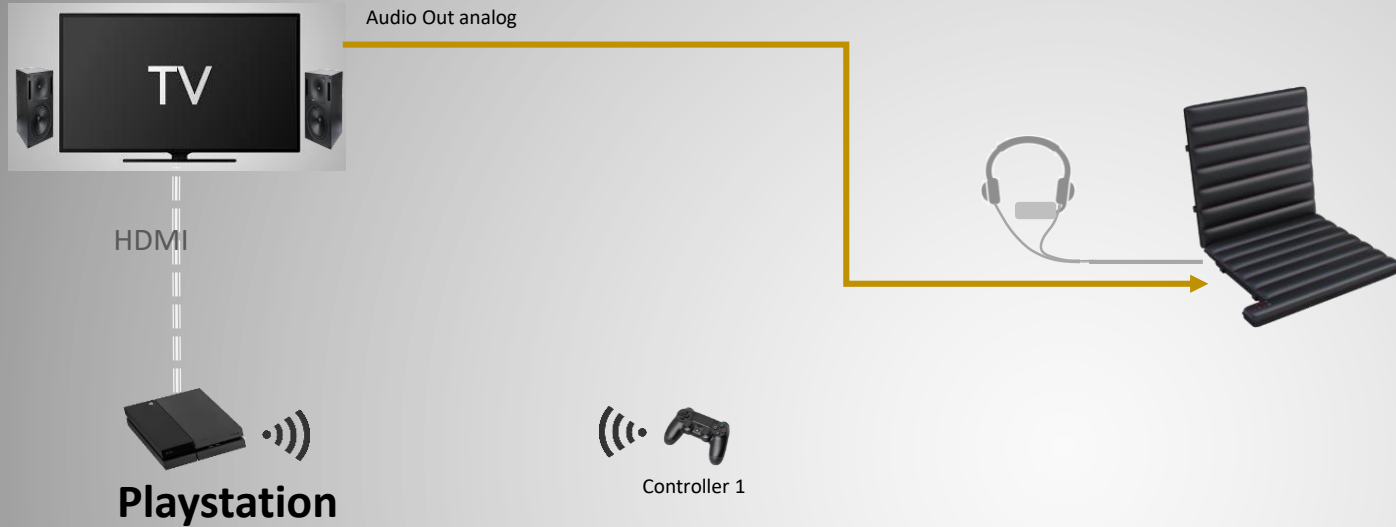 Audio Out analog
TV
HDMI
Playstation
Controller 1